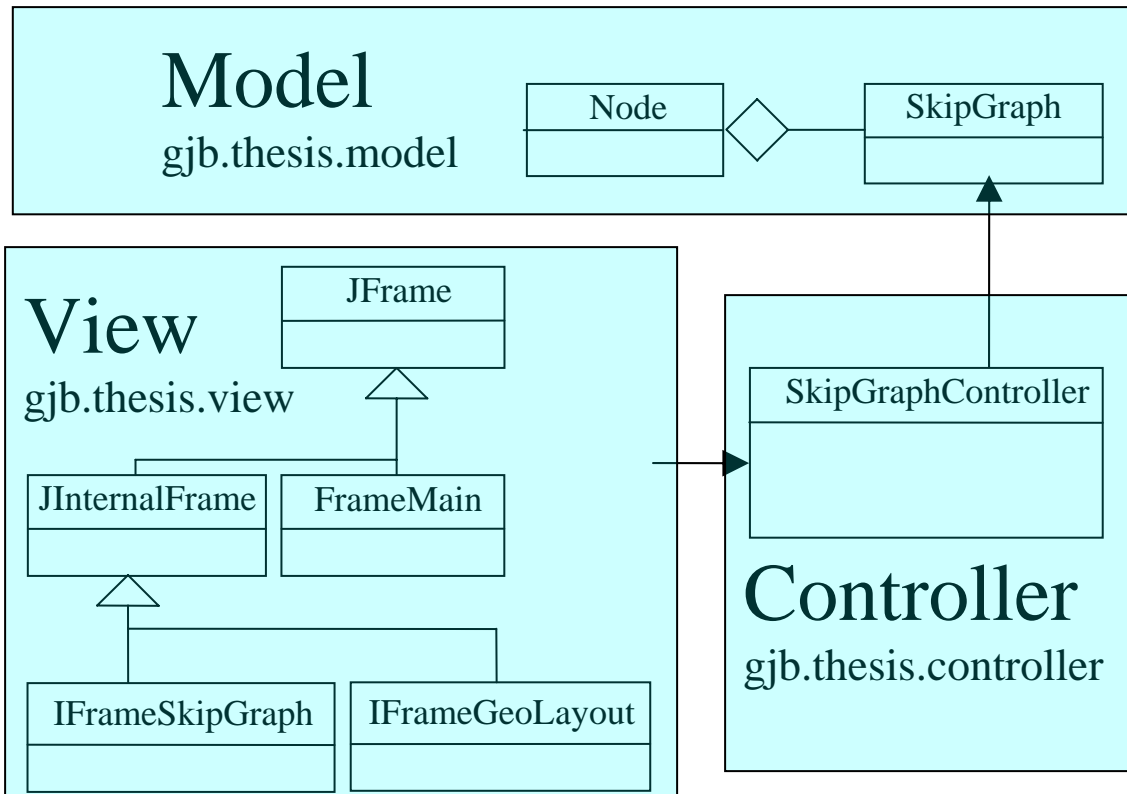 Model
gjb.thesis.model
Node
SkipGraph
View
gjb.thesis.view
JFrame
JInternalFrame
FrameMain
IFrameSkipGraph
IFrameGeoLayout
SkipGraphController
Controller
gjb.thesis.controller